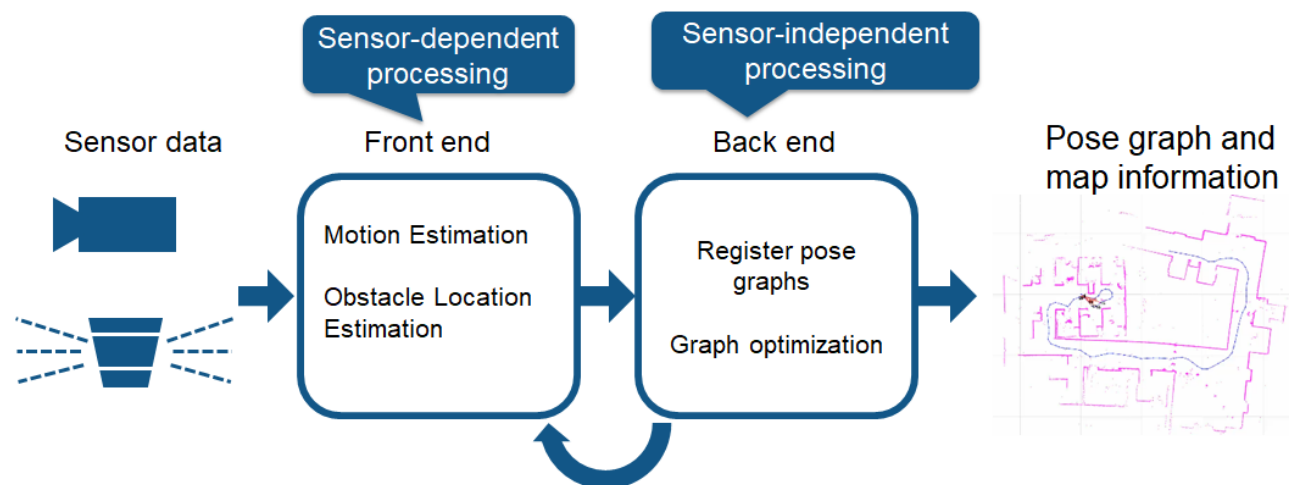 Sensor-dependent
processing
Sensor-independent
processing
Sensor data
Front end
Back end
Pose graph and
map information
Motion Estimation
Obstacle Location
Estimation
Register pose
graphs
Graph optimization